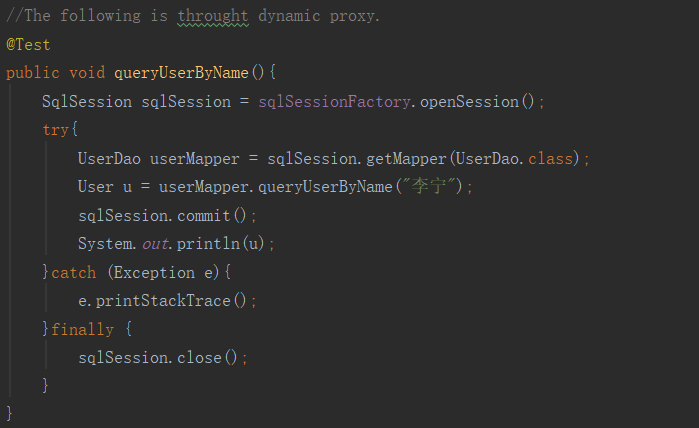 //The following is throught dynamic proxy.
@Test
public void queryUserByName(){
    SqlSession sqlSession = sqlSessionFactory.openSession();
    try{
        UserDao userMapper = sqlSession.getMapper(UserDao.class);
        User u = userMapper.queryUserByName("李宁");
        sqlSession.commit();
        System.out.println(u);
    }catch (Exception e){
        e.printStackTrace();
    }finally {
        sqlSession.close();
    }
}